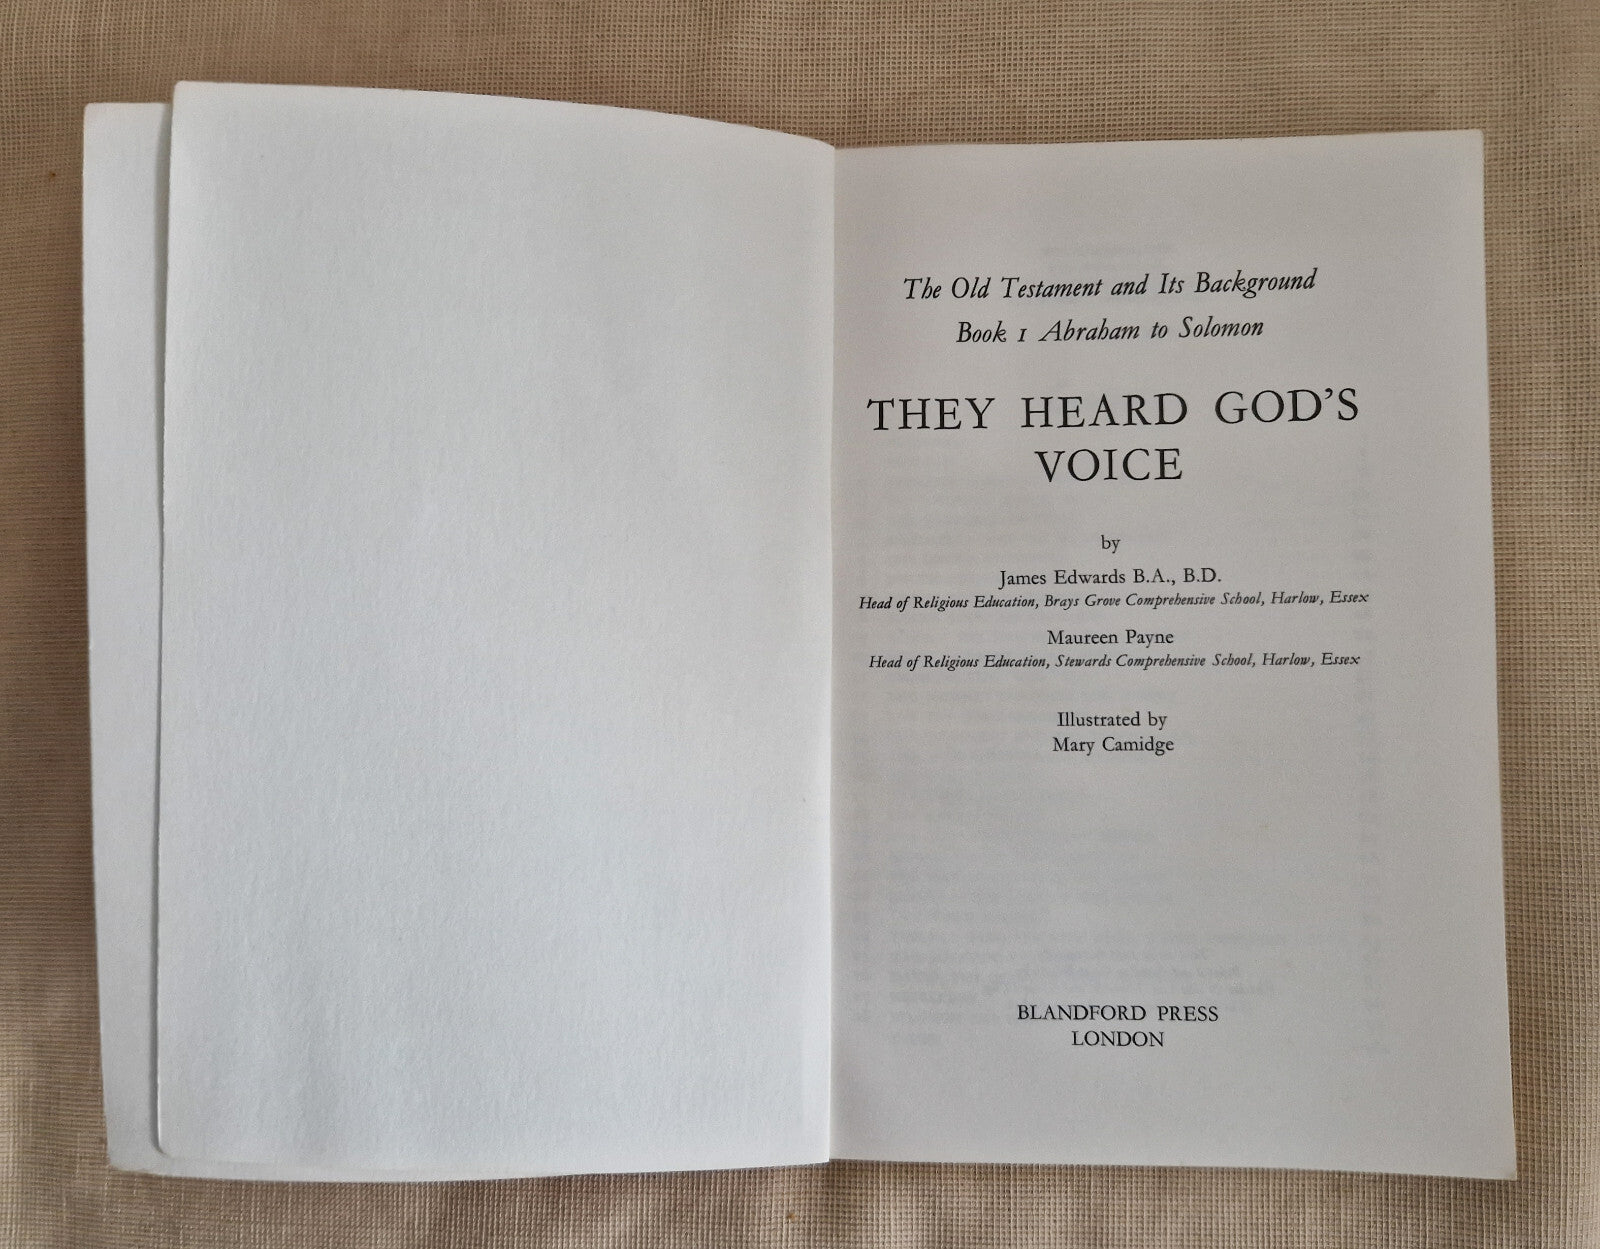 The Old Testament and Its Background
Book 1 Abraham to Solomon
THEY HEARD GOD'S
VOICE
by
James Edwards B.A., B.D.
Head of Religious Education, Brays Grove Comprehensive School, Harlow, Essex
Maureen Payne
Head of Religious Education, Stewards Comprehensive School, Harlow, Essex
Illustrated by
Mary Camidge
BLANDFORD PRESS
LONDON